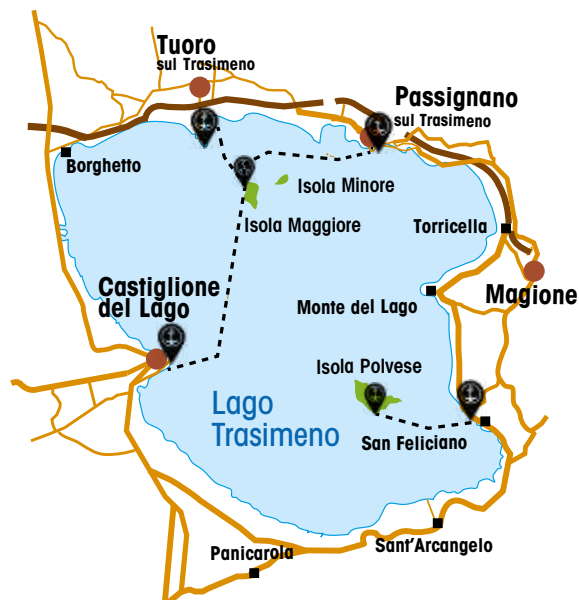 Tuoro
sul Trasimeno
Passignano
sul Trasimeno
Borghetto
Isola Minore
Isola Maggiore
Torricella
Castiglione
del Lago
Magione
Monte del Lago
Isola Polvese
Lago
Trasimeno
San Feliciano
Sant'Arcangelo
Panicarola